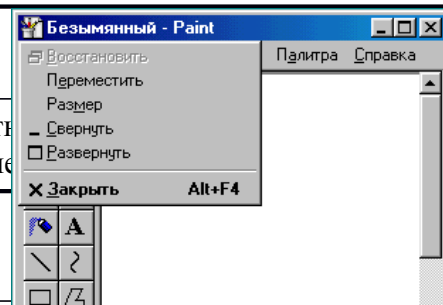 Безымянный - Paint
Восстановить Палитра Справка
Переместить
Размер
Свернуть
Развернуть
Закрыть Alt+F4
A